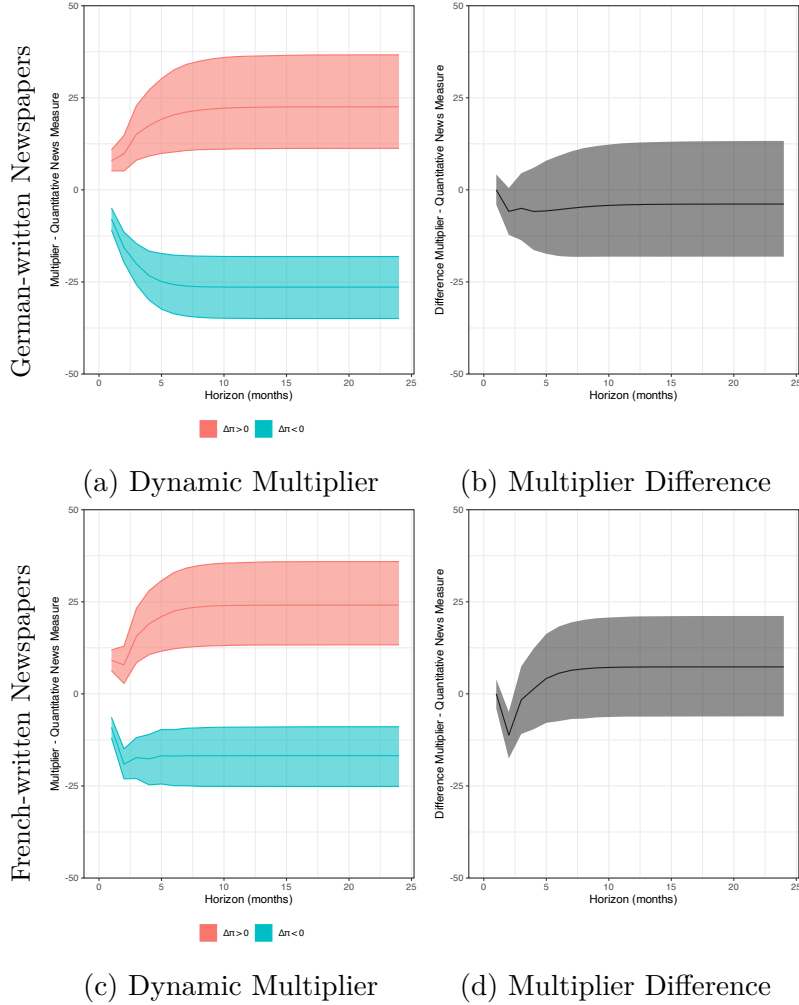 German-written Newspapers
Multiplier - Quantitative News Measure
50
25
0
-25
-50
0 5 10 15 20 25
Horizon (months)
Δπ>0 Δπ<0
(a) Dynamic Multiplier
Difference Multiplier - Quantitative News Measure
50
25
0
-25
-50
0 5 10 15 20 25
Horizon (months)
(b) Multiplier Difference
French-written Newspapers
Multiplier - Quantitative News Measure
50
25
0
-25
-50
0 5 10 15 20 25
Horizon (months)
Δπ>0 Δπ<0
(c) Dynamic Multiplier
Difference Multiplier - Quantitative News Measure
50
25
0
-25
-50
0 5 10 15 20 25
Horizon (months)
(d) Multiplier Difference